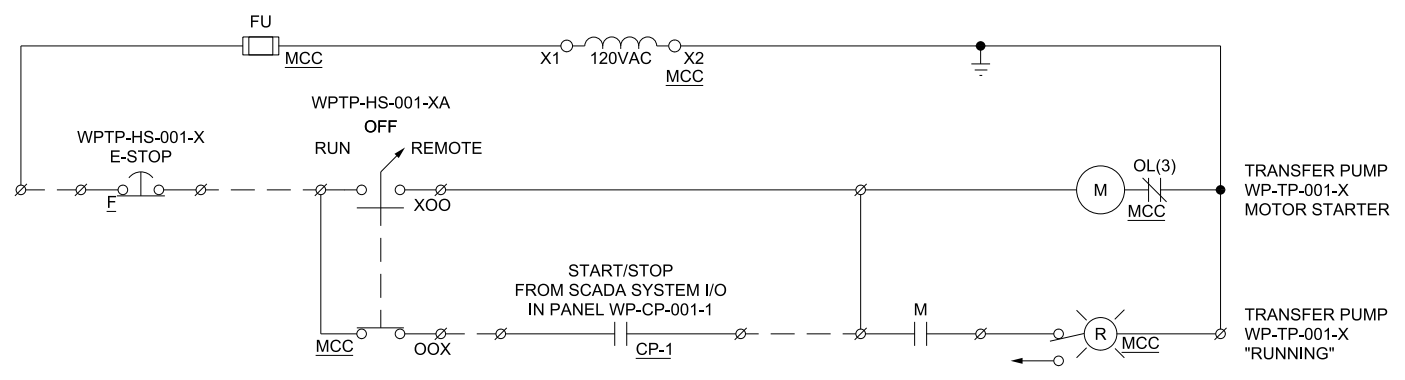 FU
MCC
X1
120VAC
X2
MCC
WPTP-HS-001-XA
OFF
RUN
REMOTE
WPTP-HS-001-X
E-STOP
F
XOO
M
OL(3)
MCC
TRANSFER PUMP
WP-TP-001-X
MOTOR STARTER
START/STOP
FROM SCADA SYSTEM I/O
IN PANEL WP-CP-001-1
MCC
OOX
CP-1
M
R
MCC
TRANSFER PUMP
WP-TP-001-X
"RUNNING"